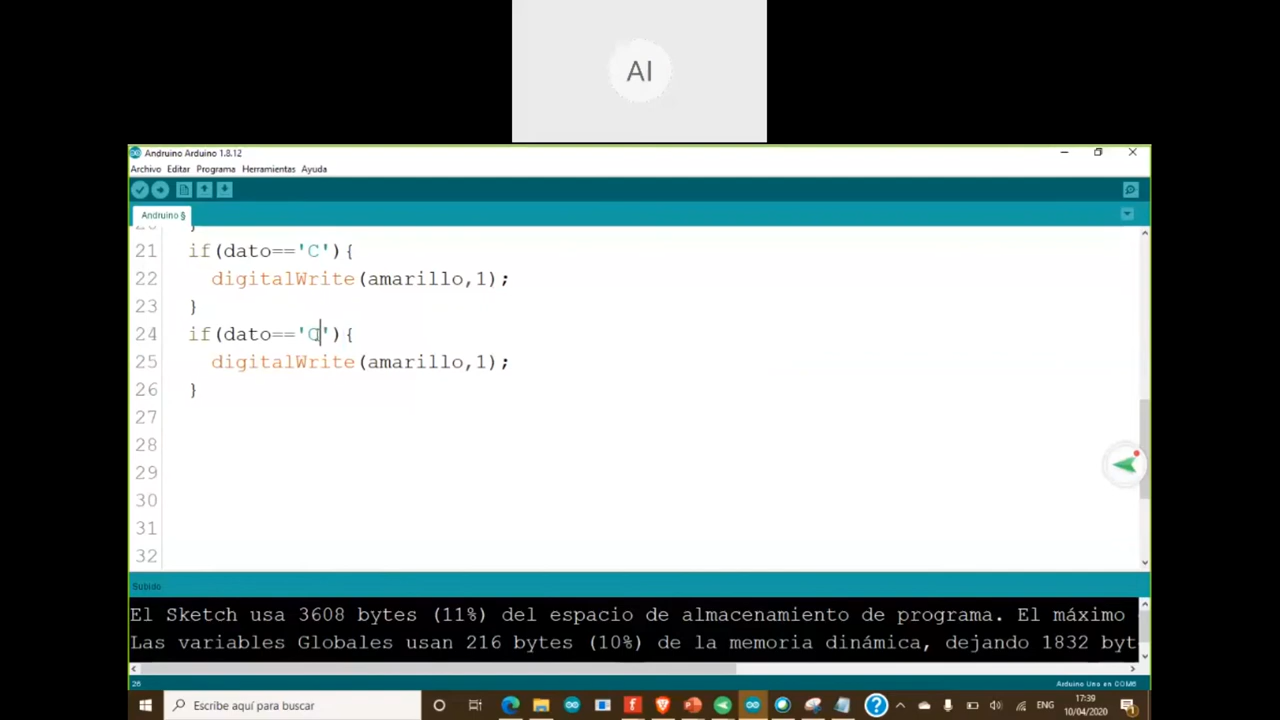 AI
Andruino Arduino 1.8.12
Archivo Editar Programa Herramientas Ayuda
Andruino §
20 }
21 if(dato=='C'){
22 digitalWrite(amarillo,1);
23 }
24 if(dato=='C'){
25 digitalWrite(amarillo,1);
26 }
27
28
29
30
31
32
Subido
El Sketch usa 3608 bytes (11%) del espacio de almacenamiento de programa. El máximo
Las variables Globales usan 216 bytes (10%) de la memoria dinámica, dejando 1832 byt
26 Arduino Uno en COM6
Escribe aquí para buscar
ENG
17:39
10/04/2020